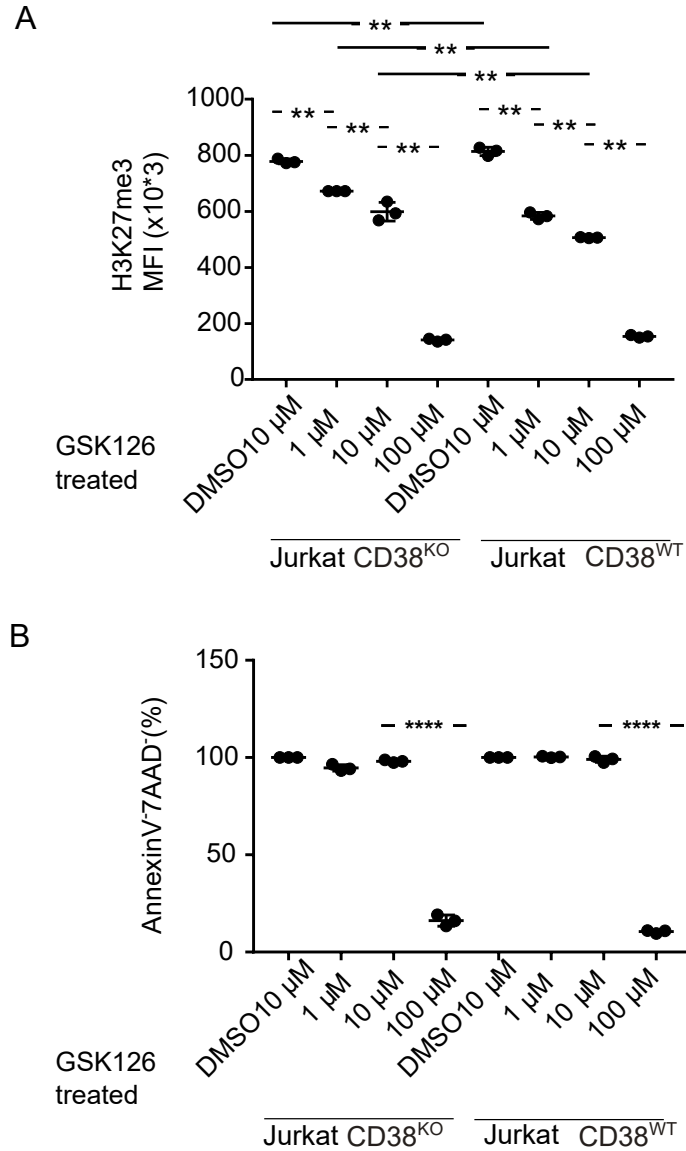 A
**
**
**
1000
** **
** **
800
** **
600
400
200
0
H3K27me3
MFI (x10*3)
DMSO10 µM
1 µM
10 µM
100 µM
DMSO10 µM
1 µM
10 µM
100 µM
GSK126
treated
Jurkat CD38KO Jurkat CD38WT
B
150
**** ****
100
50
0
AnnexinV-7AAD-(%)
DMSO10 µM
1 µM
10 µM
100 µM
DMSO10 µM
1 µM
10 µM
100 µM
GSK126
treated
Jurkat CD38KO Jurkat CD38WT